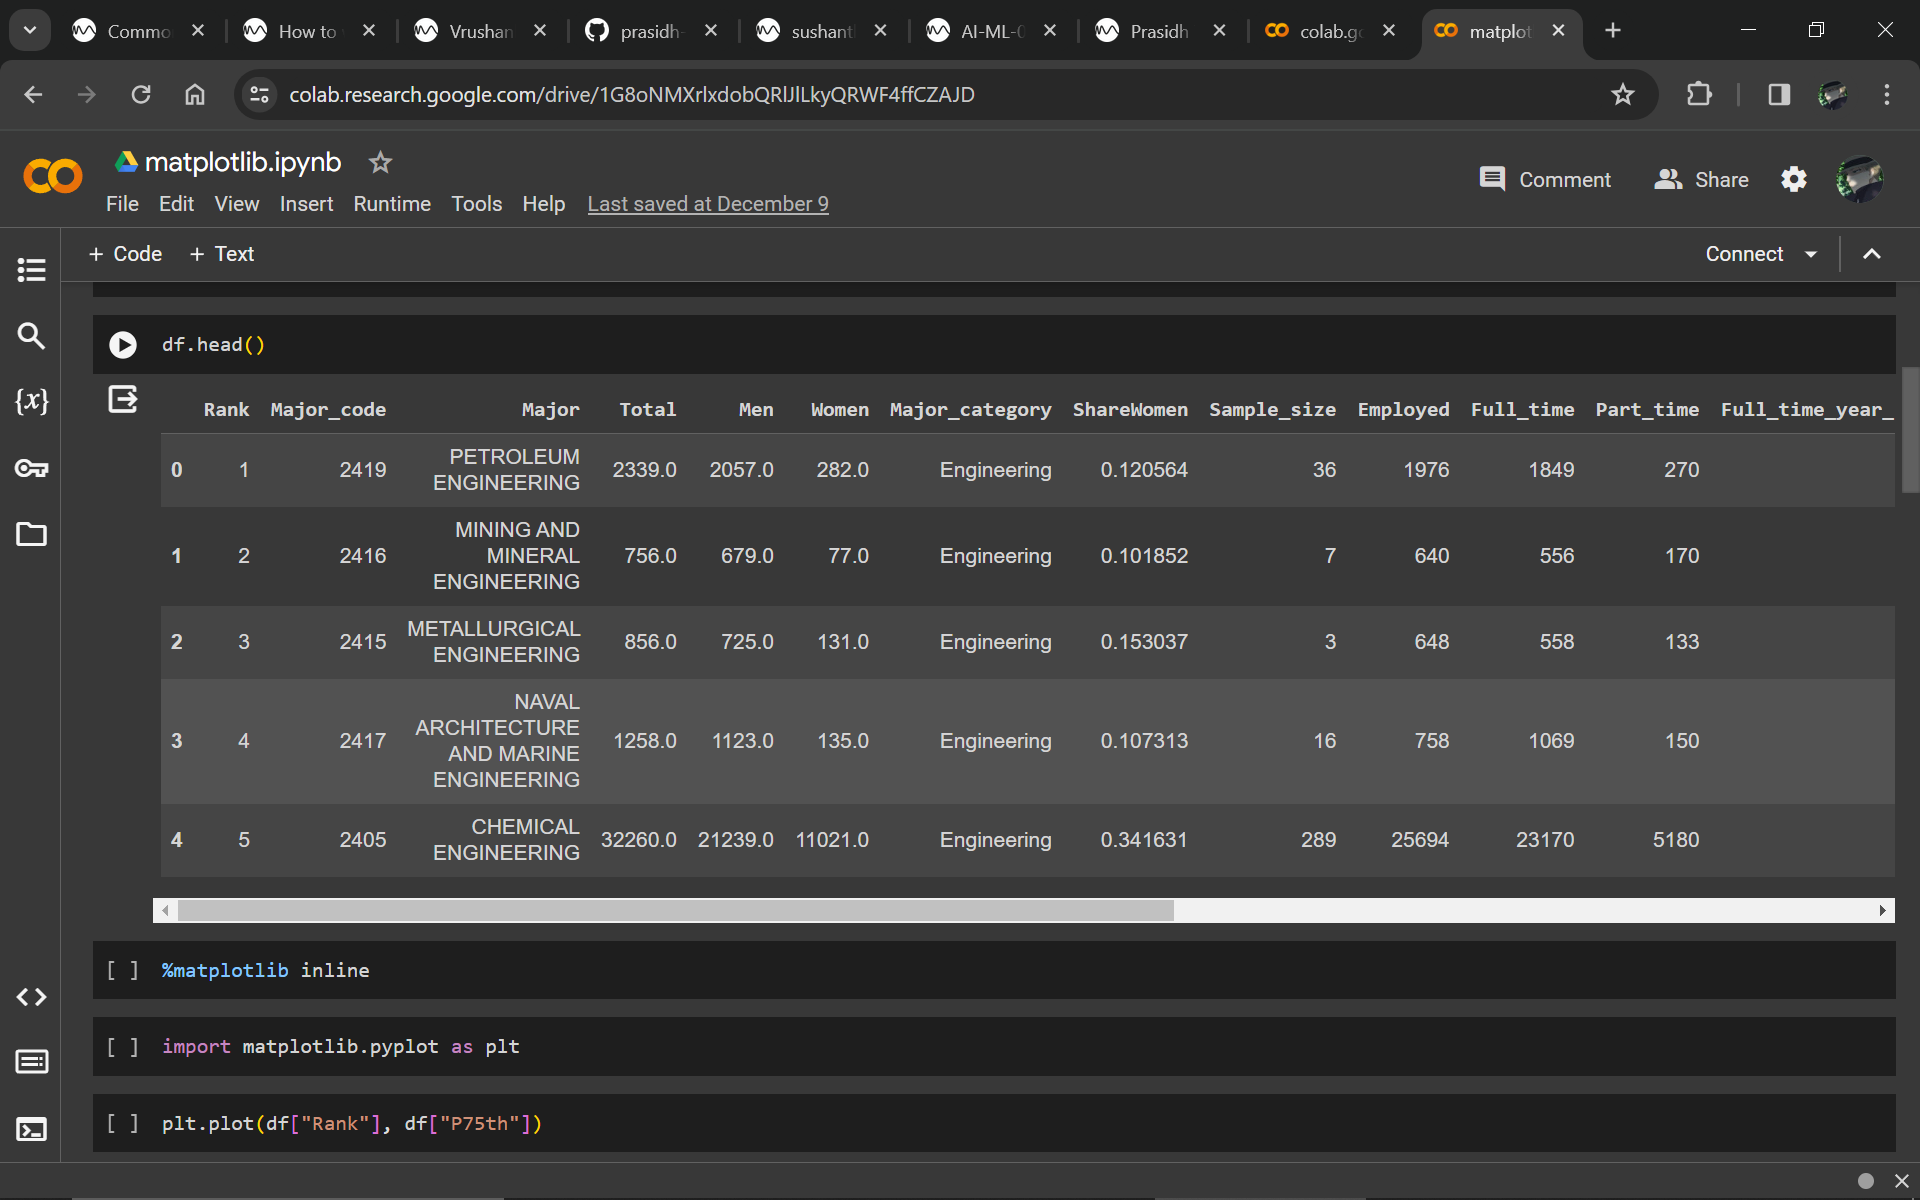 Commo
How to
Vrushan
prasidh-
sushant
AI-ML-0
Prasidh
colab.go
matplot
colab.research.google.com/drive/1G8oNMXrlxdobQRlJlLkyQRWF4ffCZAJD
matplotlib.ipynb
Comment Share
File Edit View Insert Runtime Tools Help Last saved at December 9
+ Code + Text Connect
df.head()
Rank Major_code Major Total Men Women Major_category ShareWomen Sample_size Employed Full_time Part_time Full_time_year_
0 1 2419 PETROLEUM ENGINEERING 2339.0 2057.0 282.0 Engineering 0.120564 36 1976 1849 270
1 2 2416 MINING AND MINERAL ENGINEERING 756.0 679.0 77.0 Engineering 0.101852 7 640 556 170
2 3 2415 METALLURGICAL ENGINEERING 856.0 725.0 131.0 Engineering 0.153037 3 648 558 133
3 4 2417 NAVAL ARCHITECTURE AND MARINE ENGINEERING 1258.0 1123.0 135.0 Engineering 0.107313 16 758 1069 150
4 5 2405 CHEMICAL ENGINEERING 32260.0 21239.0 11021.0 Engineering 0.341631 289 25694 23170 5180
[ ] %matplotlib inline
[ ] import matplotlib.pyplot as plt
[ ] plt.plot(df["Rank"], df["P75th"])